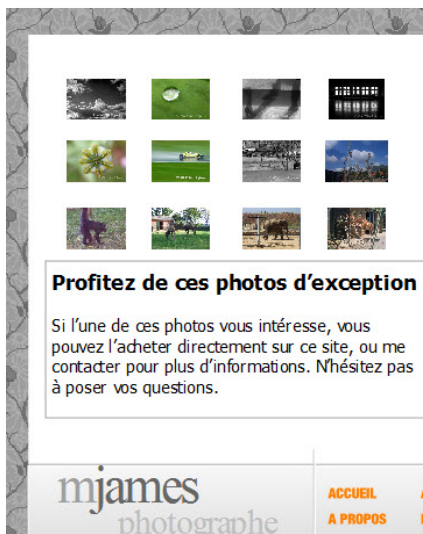 Profitez de ces photos d'exception
Si l'une de ces photos vous intéresse, vous
pouvez l'acheter directement sur ce site, ou me
contacter pour plus d'informations. N'hésitez pas
à poser vos questions.
mjames
photographe
ACCUEIL
A PROPOS